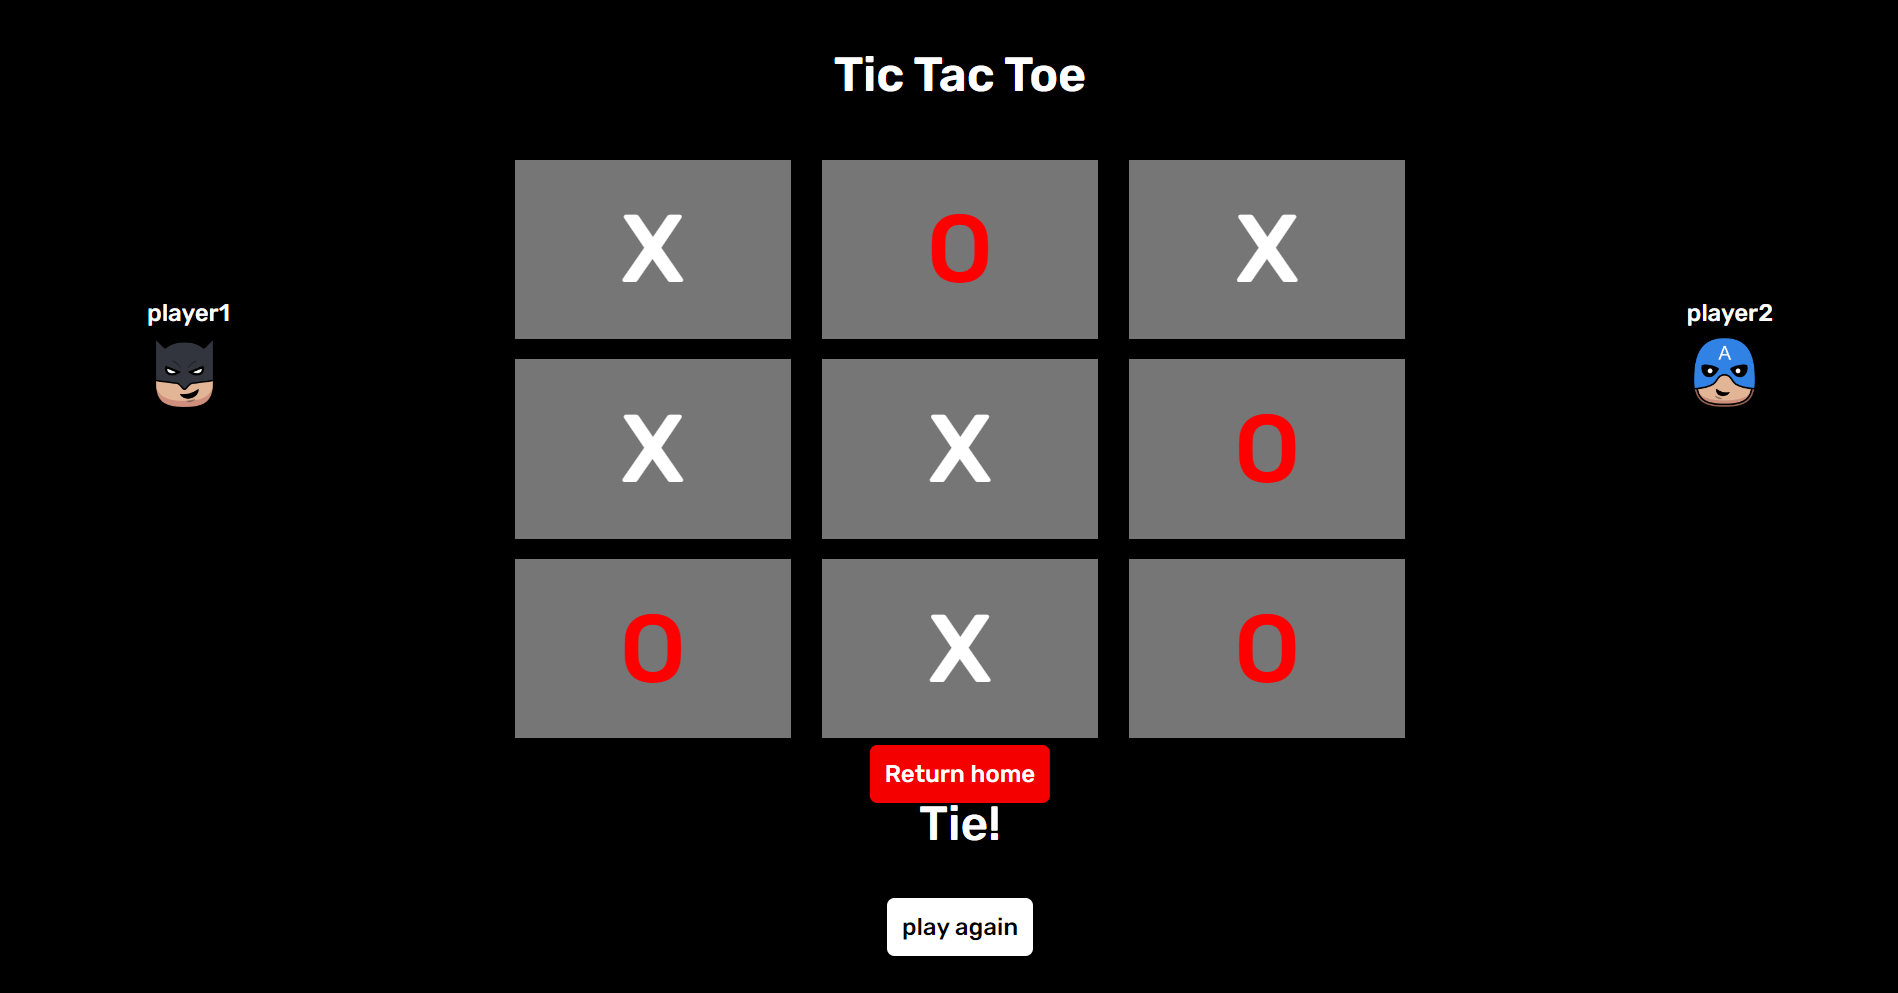 Tic Tac Toe
X O X
player1
player2
A
X X O
O X O
Return home
Tie!
play again